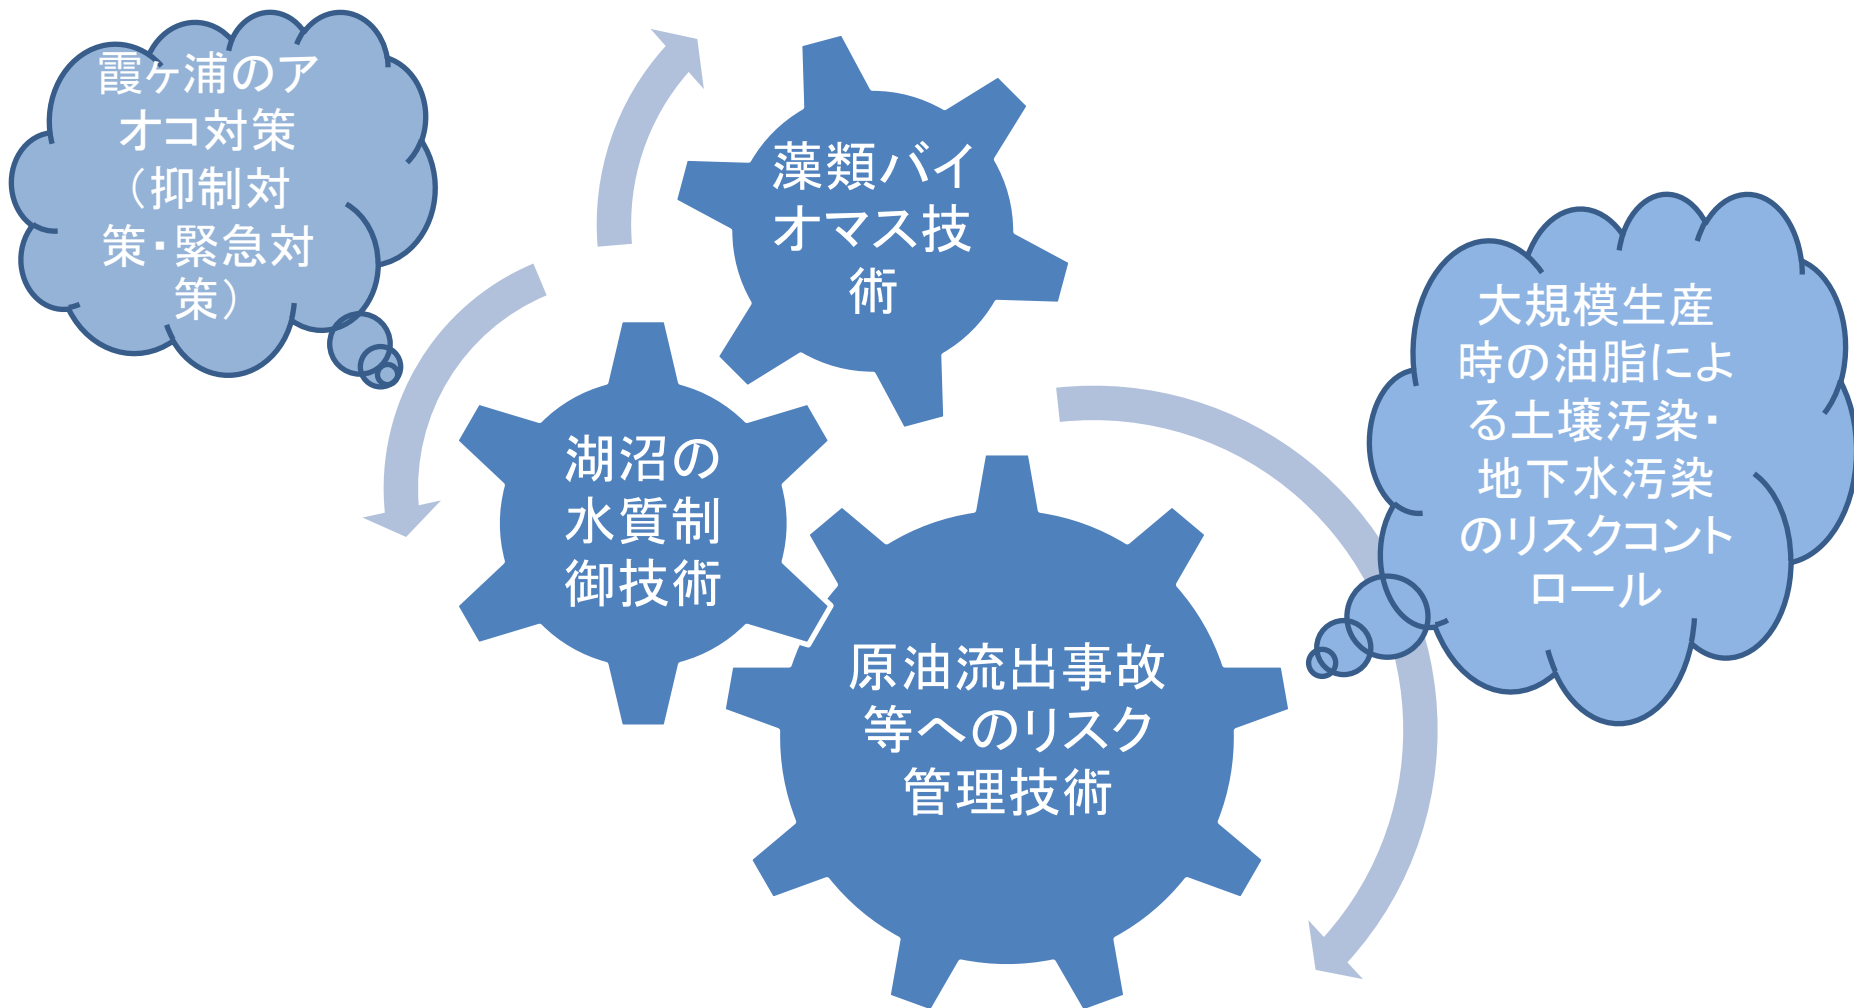 霞ヶ浦のア
オコ対策
（抑制対
策・緊急対
策）
藻類バイ
オマス技
術
湖沼の
水質制
御技術
原油流出事故
等へのリスク
管理技術
大規模生産
時の油脂によ
る土壌汚染・
地下水汚染
のリスクコント
ロール